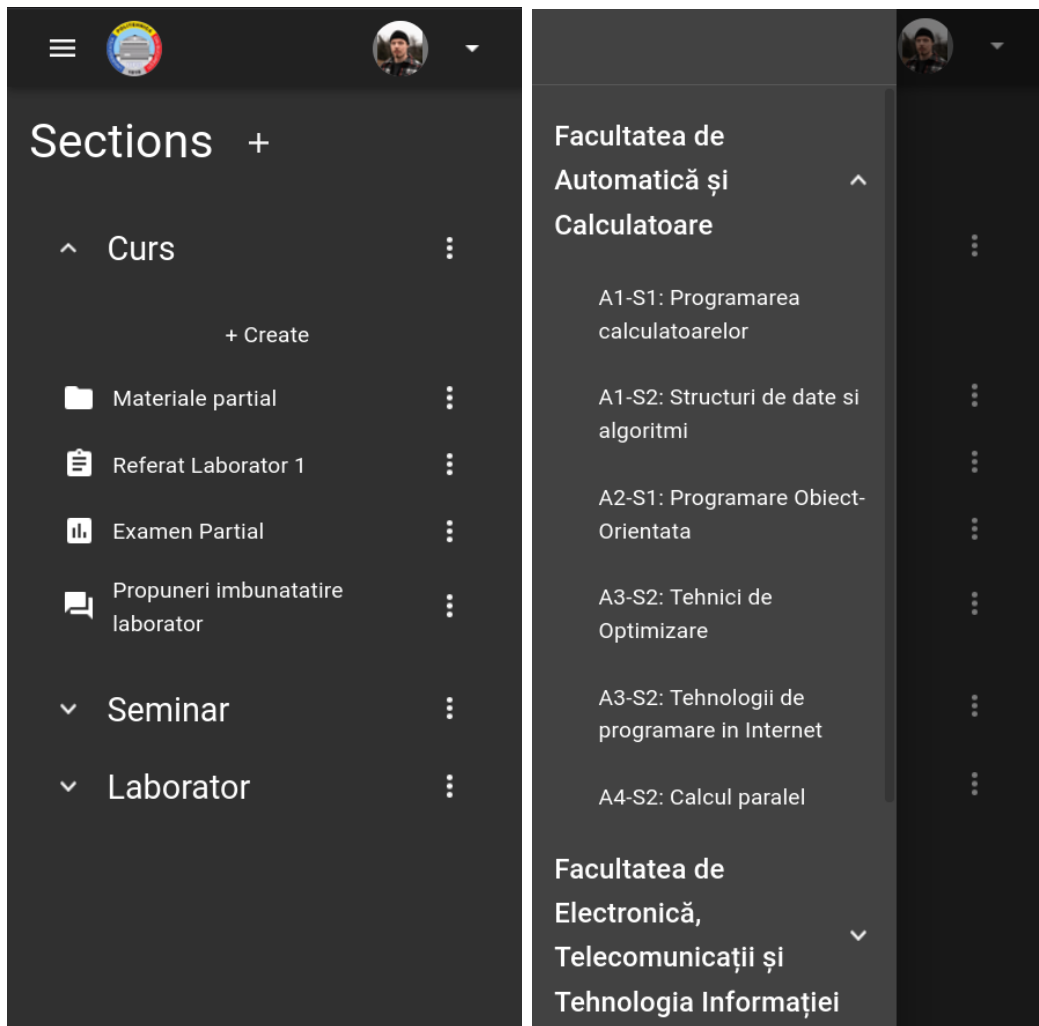 POLITEHNICA
Sections +
Curs
+ Create
Materiale partial
Referat Laborator 1
Examen Partial
Propuneri imbunatatire
laborator
Seminar
Laborator
Facultatea de
Automatică și
Calculatoare
A1-S1: Programarea
calculatoarelor
A1-S2: Structuri de date si
algoritmi
A2-S1: Programare Obiect-
Orientata
A3-S2: Tehnici de
Optimizare
A3-S2: Tehnologii de
programare in Internet
A4-S2: Calcul paralel
Facultatea de
Electronică,
Telecomunicații și
Tehnologia Informației